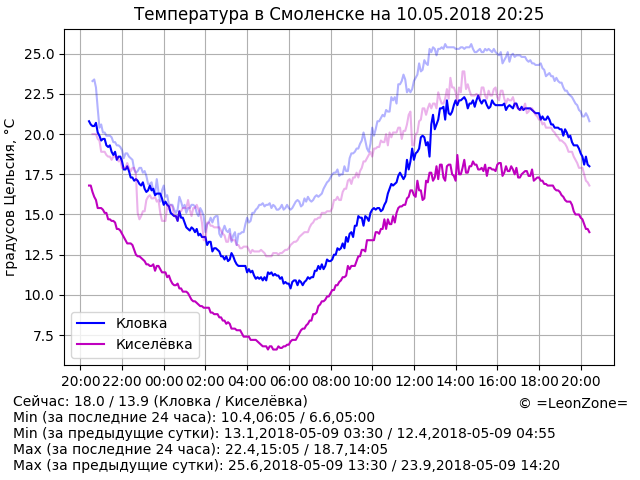 Температура в Смоленске на 10.05.2018 20:25
градусов Цельсия, °C
25.0
22.5
20.0
17.5
15.0
12.5
10.0
7.5
Кловка
Киселёвка
20:00 22:00 00:00 02:00 04:00 06:00 08:00 10:00 12:00 14:00 16:00 18:00 20:00
Сейчас: 18.0 / 13.9 (Кловка / Киселёвка)
© =LeonZone=
Min (за последние 24 часа): 10.4,06:05 / 6.6,05:00
Min (за предыдущие сутки): 13.1,2018-05-09 03:30 / 12.4,2018-05-09 04:55
Max (за последние 24 часа): 22.4,15:05 / 18.7,14:05
Max (за предыдущие сутки): 25.6,2018-05-09 13:30 / 23.9,2018-05-09 14:20